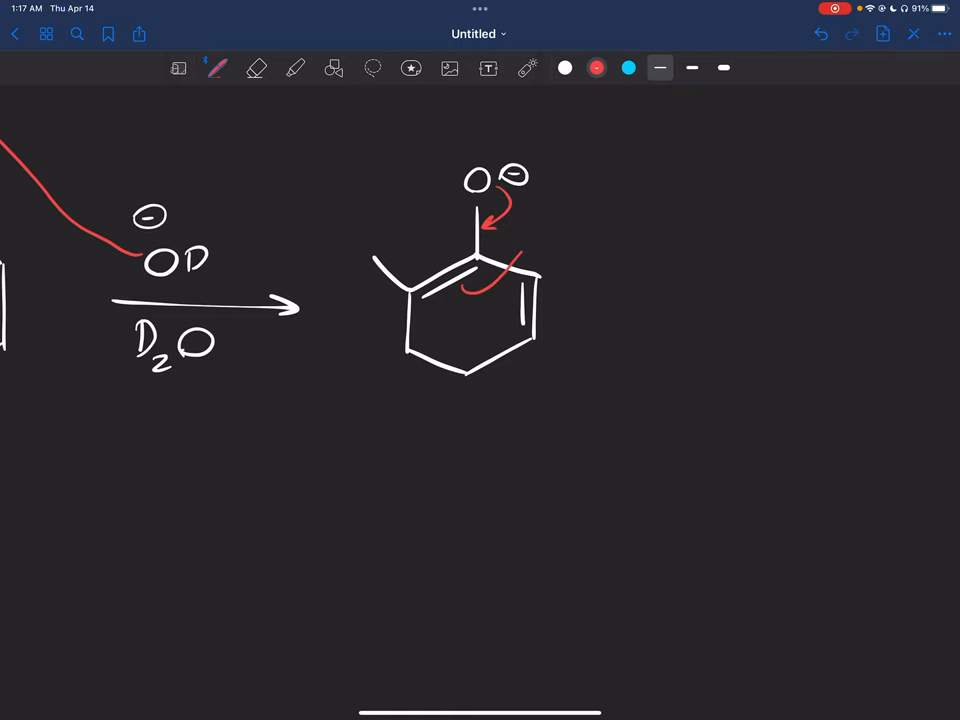 1:17 AM Thu Apr 14
91%
Untitled
T
O ⊖
⊖
OD
D₂O